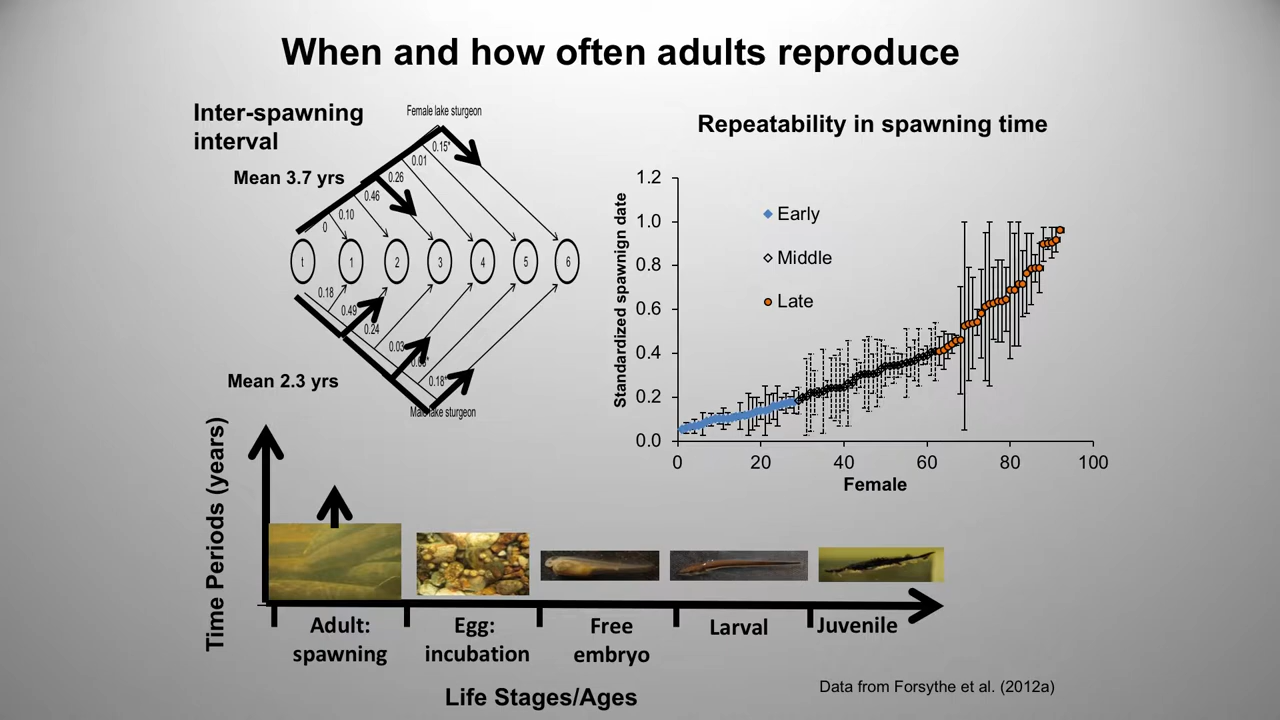 When and how often adults reproduce
Inter-spawning
interval
Female lake sturgeon
Mean 3.7 yrs
0.15*
0.01
0.26
0.46
0.10
0
t
1
2
3
4
5
6
0.18
0.49
0.24
0.03
0.18*
Mean 2.3 yrs
Male lake sturgeon
Repeatability in spawning time
Standardized spawnign date
1.2
1.0
0.8
0.6
0.4
0.2
0.0
Early
Middle
Late
0
20
40
60
80
100
Female
Time Periods (years)
Adult:
spawning
Egg:
incubation
Free
embryo
Larval
Juvenile
Life Stages/Ages
Data from Forsythe et al. (2012a)